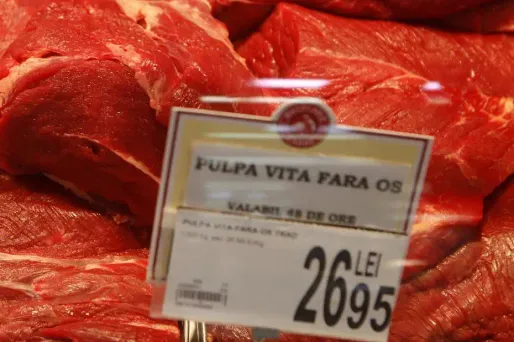 PULPA VITA FARA OS
VALABIL 48 DE ORE
PULPA VITA FARA OS
26 LEI
95